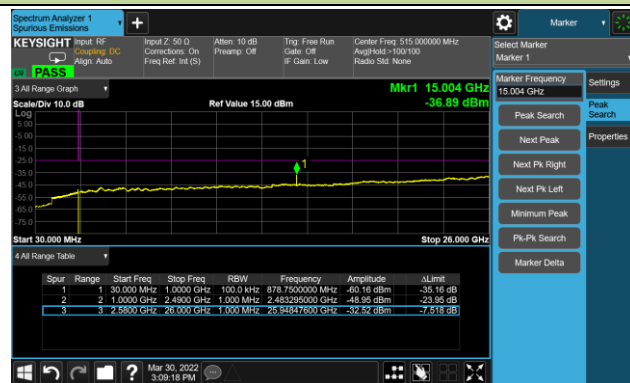 Spectrum Analyzer 1
Spurious Emissions
Marker
KEYSIGHT Input: RF Input Z: 50 Ω Atten: 10 dB Trig: Free Run Center Freq: 515.000000 MHz
Coupling: DC Corrections: On Preamp: Off Gate: Off Avg|Hold:>100/100
Align: Auto Freq Ref: Int (S) IF Gain: Low Radio Std: None
PASS
Select Marker
Marker 1
3 All Range Graph
Mkr1 15.004 GHz
Scale/Div 10.0 dB Ref Value 15.00 dBm -36.89 dBm
Log
5.00
-5.00
-15.0
-25.0
-35.0
-45.0
-55.0
-65.0
-75.0
1
Start 30.000 MHz Stop 26.000 GHz
4 All Range Table
Spur Range Start Freq Stop Freq RBW Frequency Amplitude ΔLimit
1 1 30.000 MHz 1.0000 GHz 100.0 kHz 878.7500000 MHz -60.16 dBm -35.16 dB
2 2 1.0000 GHz 2.4900 GHz 1.000 MHz 2.483295000 GHz -48.95 dBm -23.95 dB
3 3 2.5800 GHz 26.000 GHz 1.000 MHz 25.94847600 GHz -32.52 dBm -7.518 dB
Marker Frequency
15.004 GHz
Peak Search
Next Peak
Next Pk Right
Next Pk Left
Minimum Peak
Pk-Pk Search
Marker Delta
Settings
Peak
Search
Properties
Mar 30, 2022
3:09:18 PM